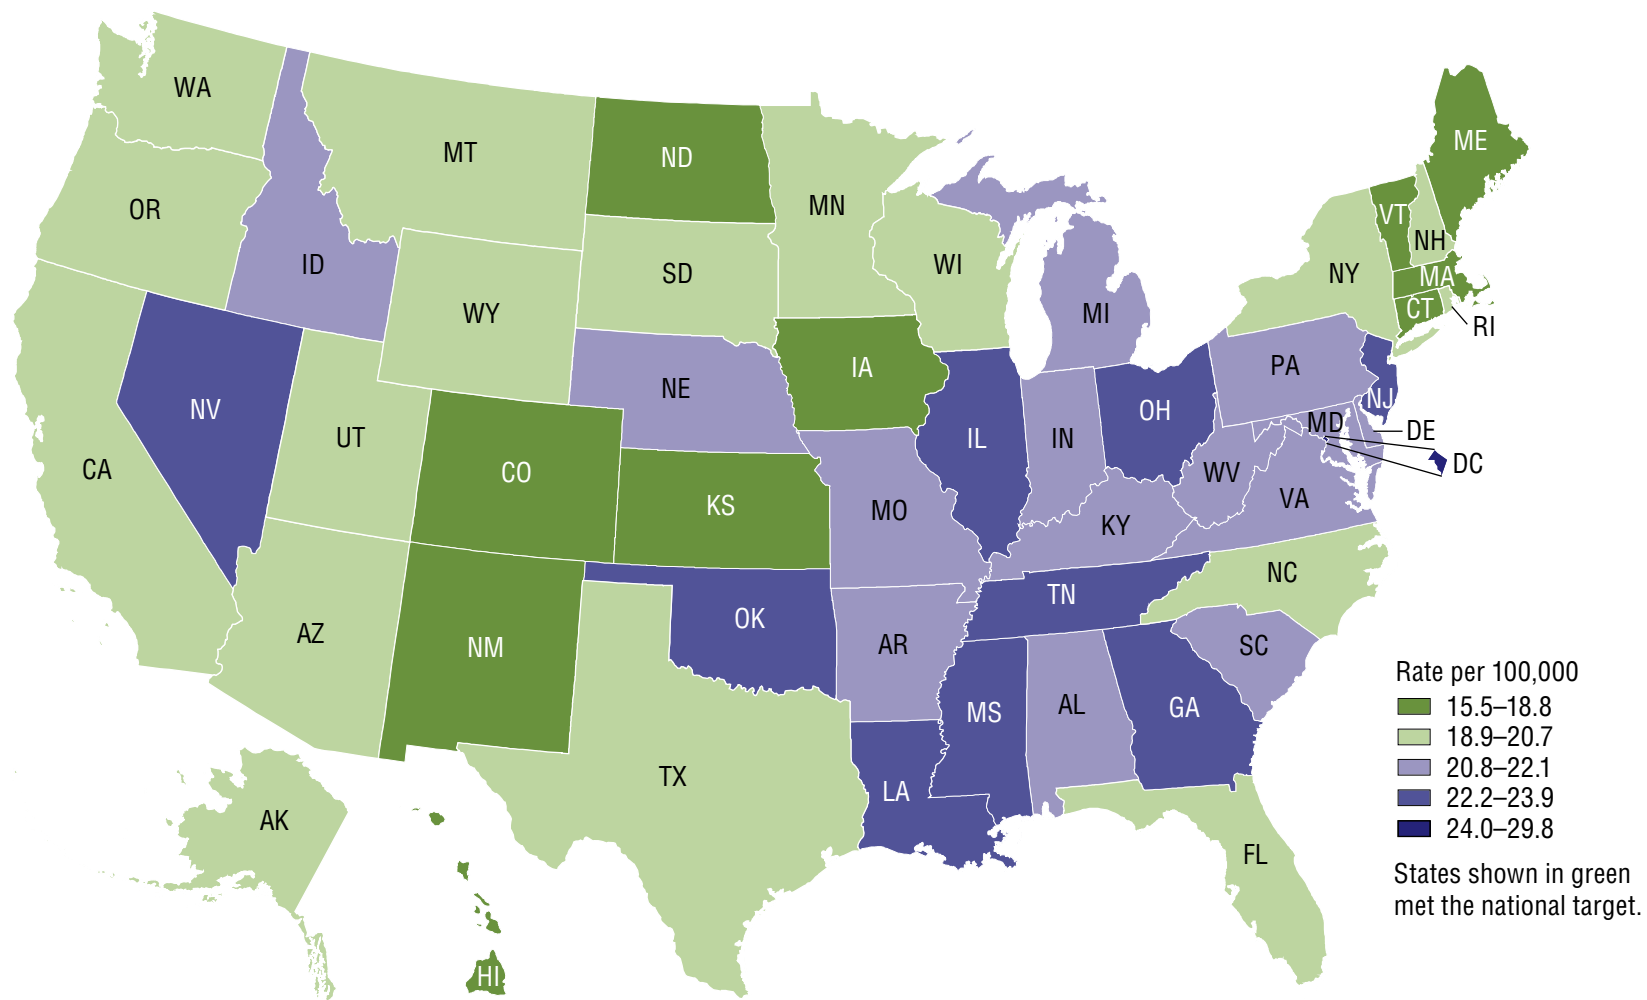 WA
MT
ND
ME
OR
MN
VT
NH
ID
SD
WI
NY
MA
WY
MI
CT
RI
IA
PA
NE
NV
OH
NJ
UT
IL
IN
MD
DE
CA
CO
WV
DC
KS
MO
VA
KY
NC
TN
AZ
OK
NM
AR
SC
MS
AL
GA
TX
LA
AK
FL
HI
Rate per 100,000
15.5–18.8
18.9–20.7
20.8–22.1
22.2–23.9
24.0–29.8
States shown in green
met the national target.